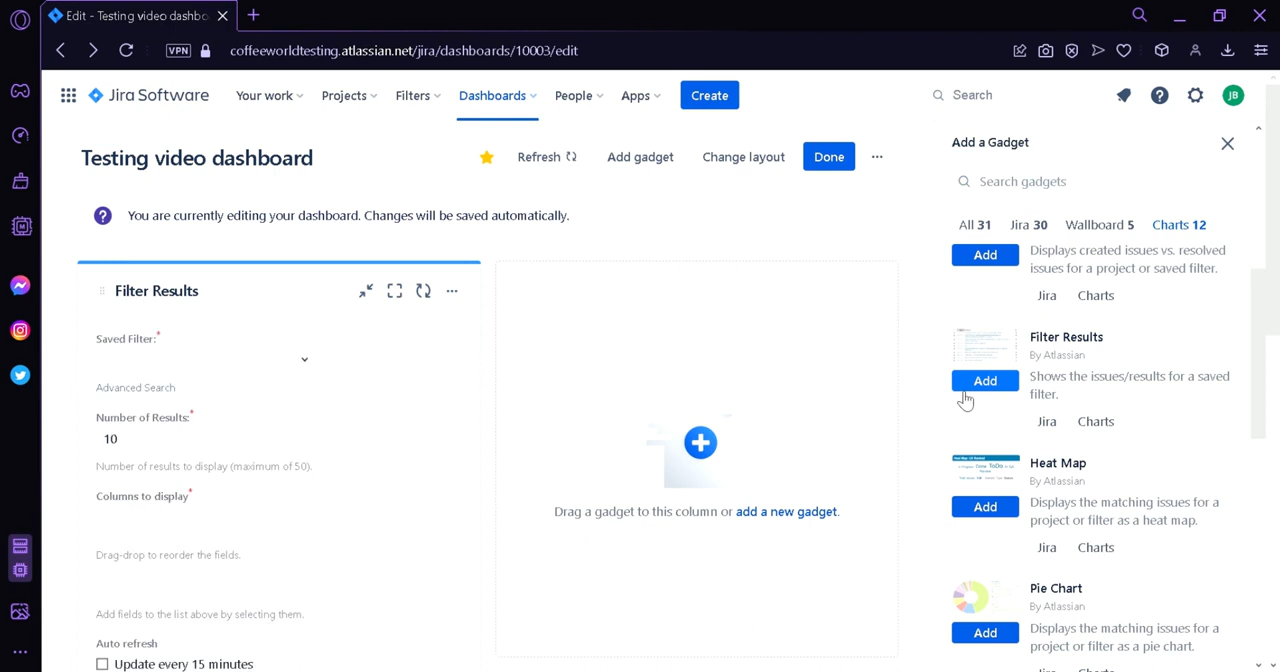 Edit - Testing video dashbo
VPN
coffeeworldtesting.atlassian.net/jira/dashboards/10003/edit
Jira Software
Your work
Projects
Filters
Dashboards
People
Apps
Create
Search
JB
Testing video dashboard
Refresh
Add gadget
Change layout
Done
You are currently editing your dashboard. Changes will be saved automatically.
Filter Results
Saved Filter:*
Advanced Search
Number of Results:*
10
Number of results to display (maximum of 50).
Columns to display*
Drag-drop to reorder the fields.
Add fields to the list above by selecting them.
Auto refresh
Update every 15 minutes
Drag a gadget to this column or add a new gadget.
Add a Gadget
Search gadgets
All 31
Jira 30
Wallboard 5
Charts 12
Add
Displays created issues vs. resolved
issues for a project or saved filter.
Jira
Charts
Filter Results
By Atlassian
Add
Shows the issues/results for a saved
filter.
Jira
Charts
Heat Map
By Atlassian
Add
Displays the matching issues for a
project or filter as a heat map.
Jira
Charts
Pie Chart
By Atlassian
Add
Displays the matching issues for a
project or filter as a pie chart.